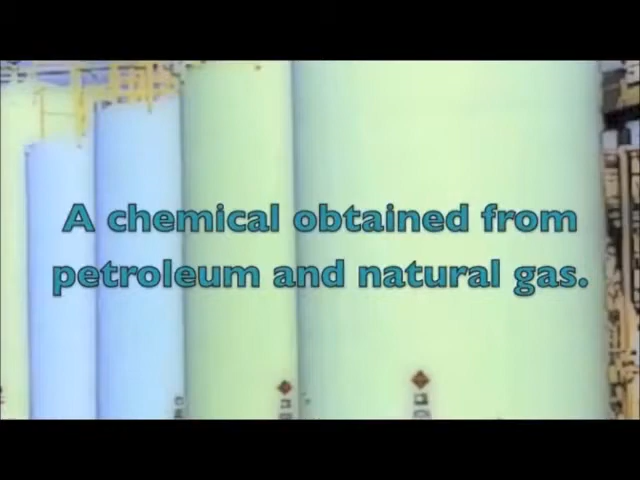 A chemical obtained from
petroleum and natural gas.